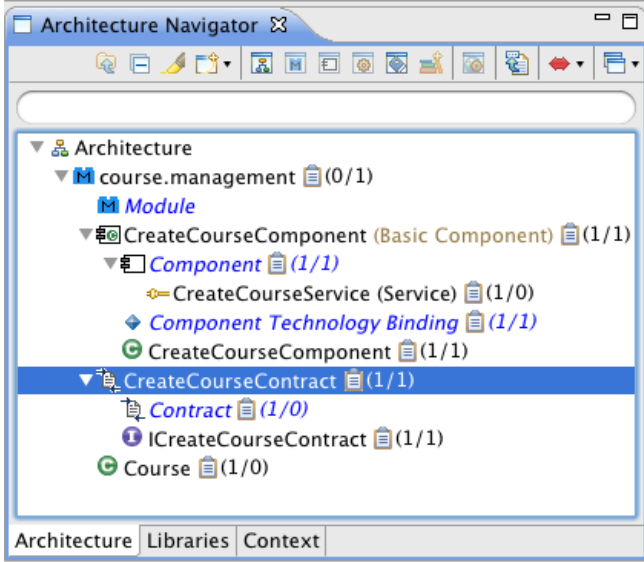 Architecture Navigator
Architecture
course.management (0/1)
Module
CreateCourseComponent (Basic Component) (1/1)
Component (1/1)
CreateCourseService (Service) (1/0)
Component Technology Binding (1/1)
CreateCourseComponent (1/1)
CreateCourseContract (1/1)
Contract (1/0)
ICreateCourseContract (1/1)
Course (1/0)
Architecture Libraries Context